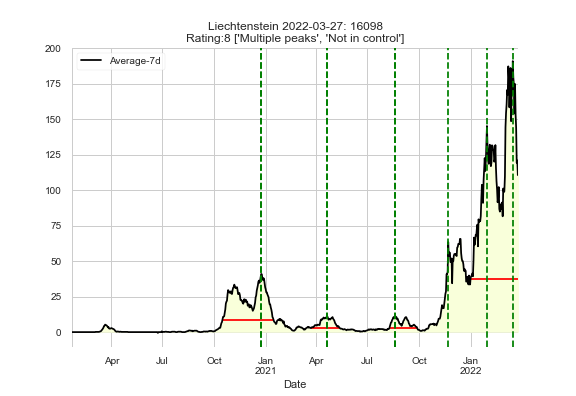 Liechtenstein 2022-03-27: 16098
Rating:8 ['Multiple peaks', 'Not in control']
Average-7d
200
175
150
125
100
75
50
25
0
Apr Jul Oct Jan Apr Jul Oct Jan
2021 2022
Date